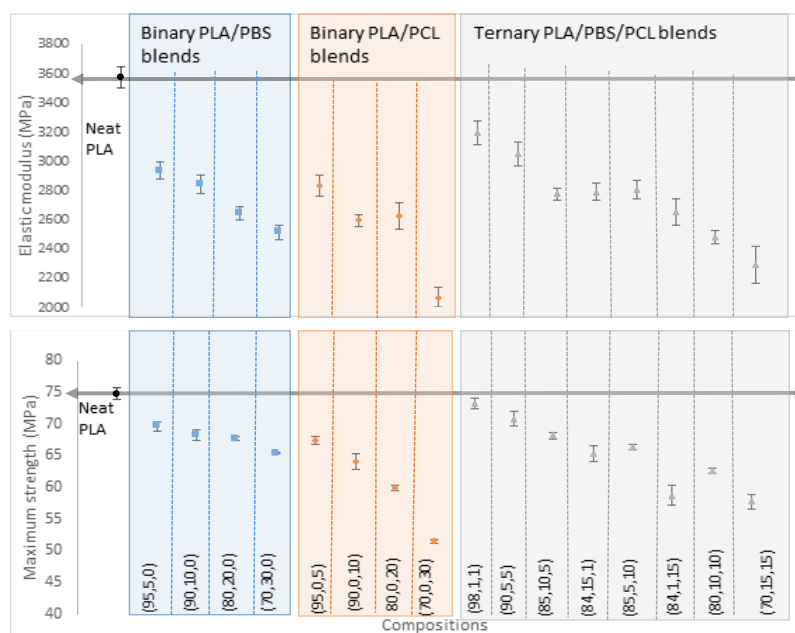 Binary PLA/PBS
blends
Binary PLA/PCL
blends
Ternary PLA/PBS/PCL blends
Elastic modulus (MPa)
3800
3600
3400
3200
3000
2800
2600
2400
2200
2000
Neat
PLA
Maximum strength (MPa)
80
75
70
65
60
55
50
45
40
Neat
PLA
(95,5,0)
(90,10,0)
(80,20,0)
(70,30,0)
(95,0,5)
(90,0,10)
80,0,20)
(70,0,30)
(98,1,1)
(90,5,5)
(85,10,5)
(84,15,1)
(85,5,10)
(84,1,15)
(80,10,10)
(70,15,15)
Compositions